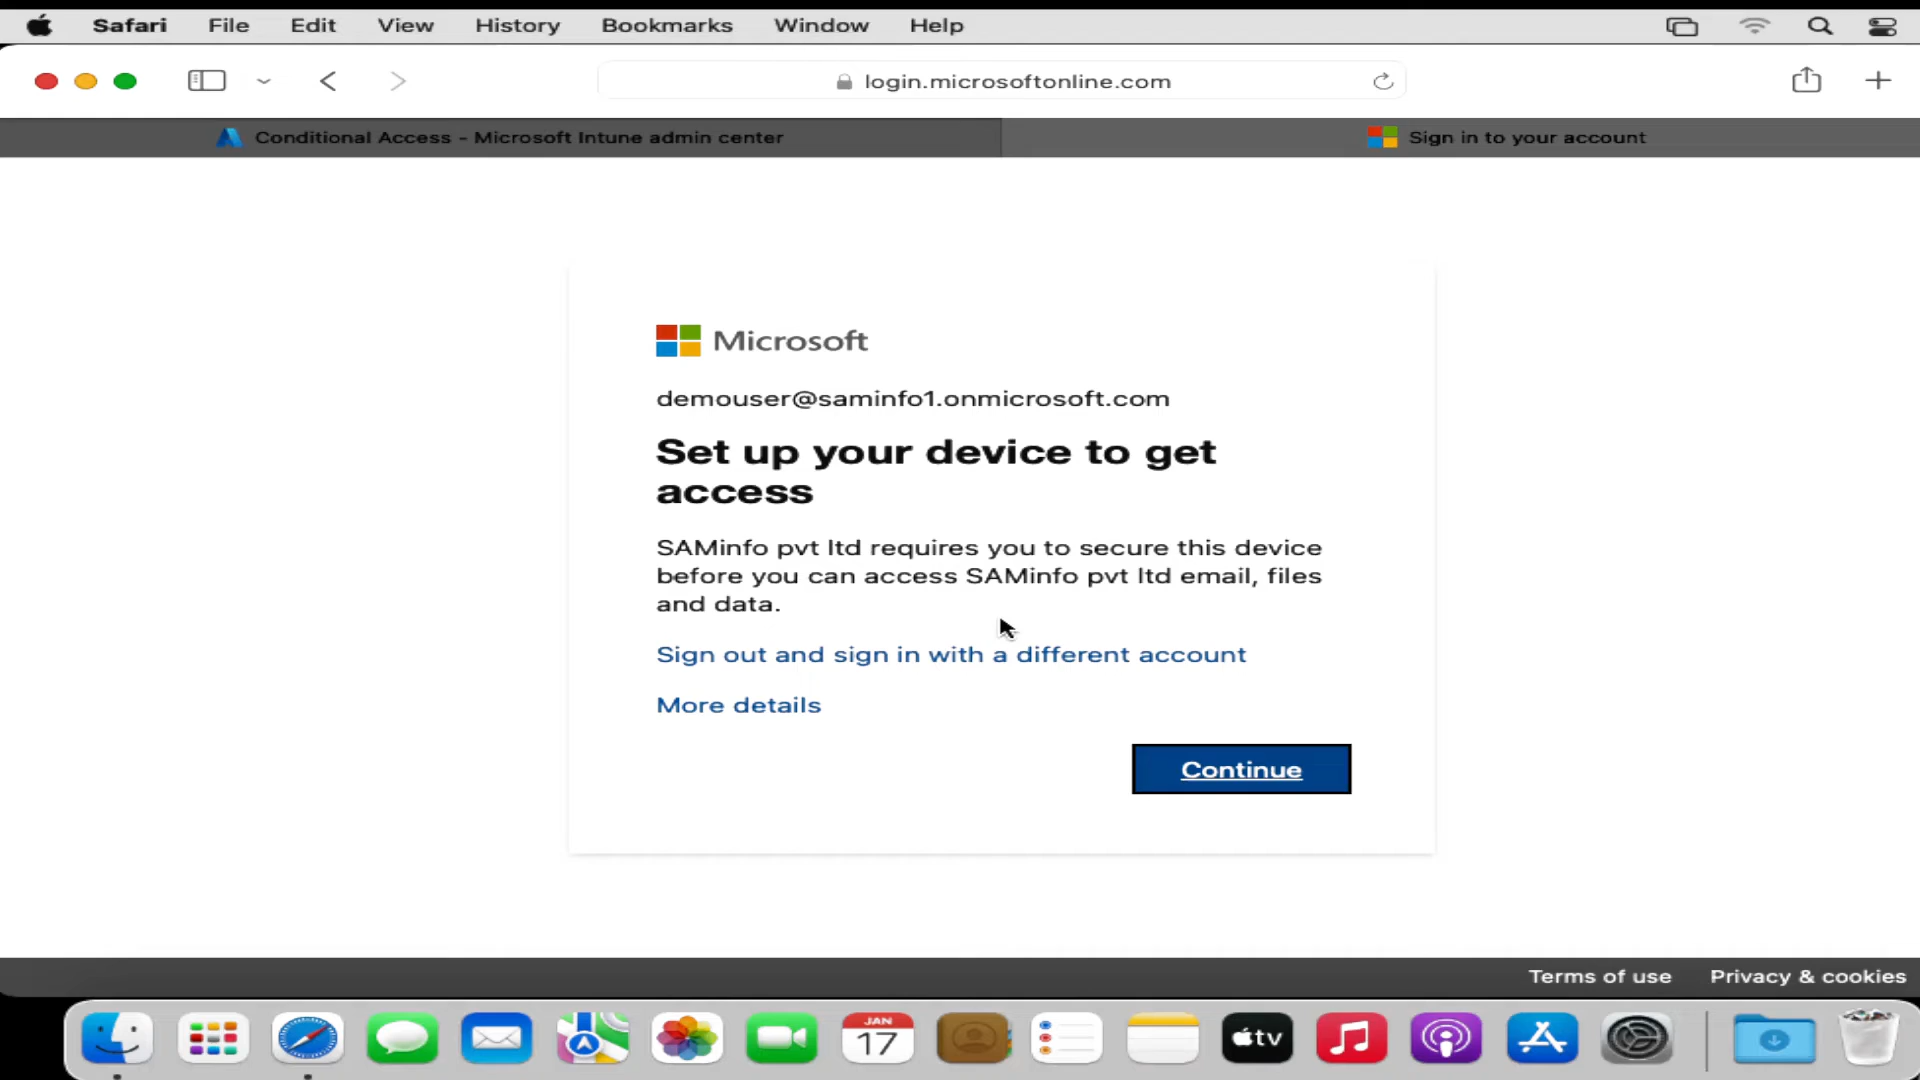 Safari File Edit View History Bookmarks Window Help
login.microsoftonline.com
Conditional Access - Microsoft Intune admin center
Sign in to your account
Microsoft
demouser@saminfo1.onmicrosoft.com
Set up your device to get
access
SAMinfo pvt ltd requires you to secure this device
before you can access SAMinfo pvt ltd email, files
and data.
Sign out and sign in with a different account
More details
Continue
Terms of use Privacy & cookies
JAN
17
tv